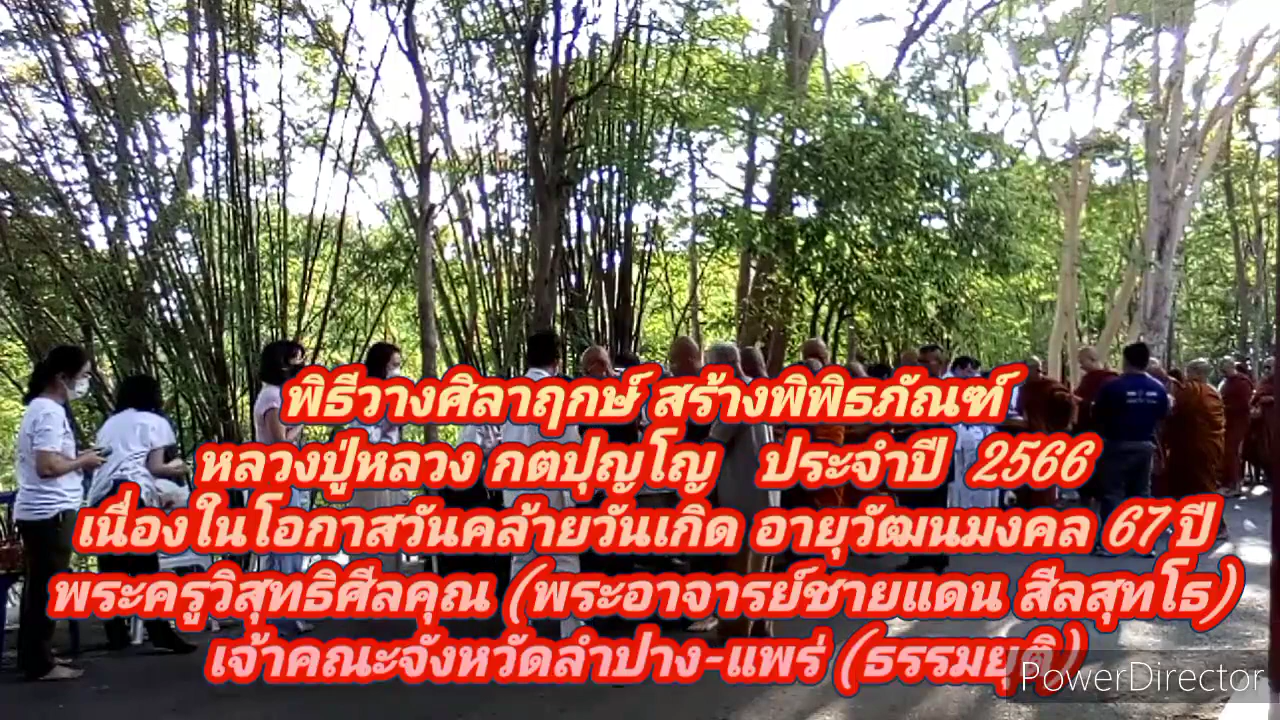 พิธีวางศิลาฤกษ์ สร้างพิพิธภัณฑ์
หลวงปู่หลวง กตปุญโญ ประจำปี 2566
เนื่องในโอกาสวันคล้ายวันเกิด อายุวัฒนมงคล 67 ปี
พระครูวิสุทธิศีลคุณ (พระอาจารย์ชายแดน สีลสุทโธ)
เจ้าคณะจังหวัดลำปาง-แพร่ (ธรรมยุติ)
PowerDirector